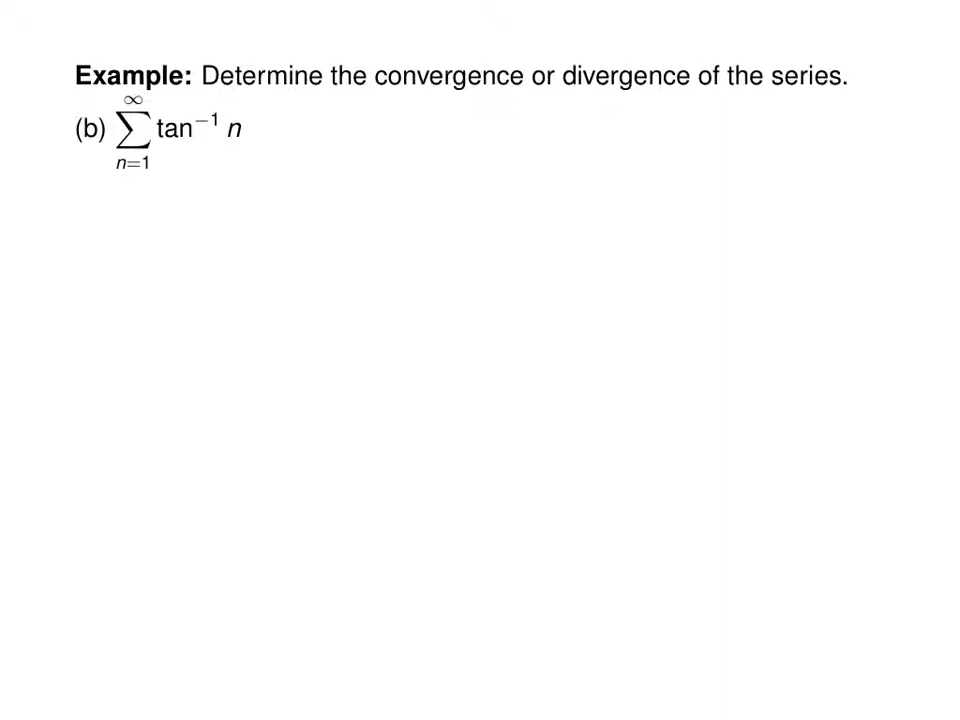 Example: Determine the convergence or divergence of the series.
(b) ∑_{n=1}^{∞} tan⁻¹ n